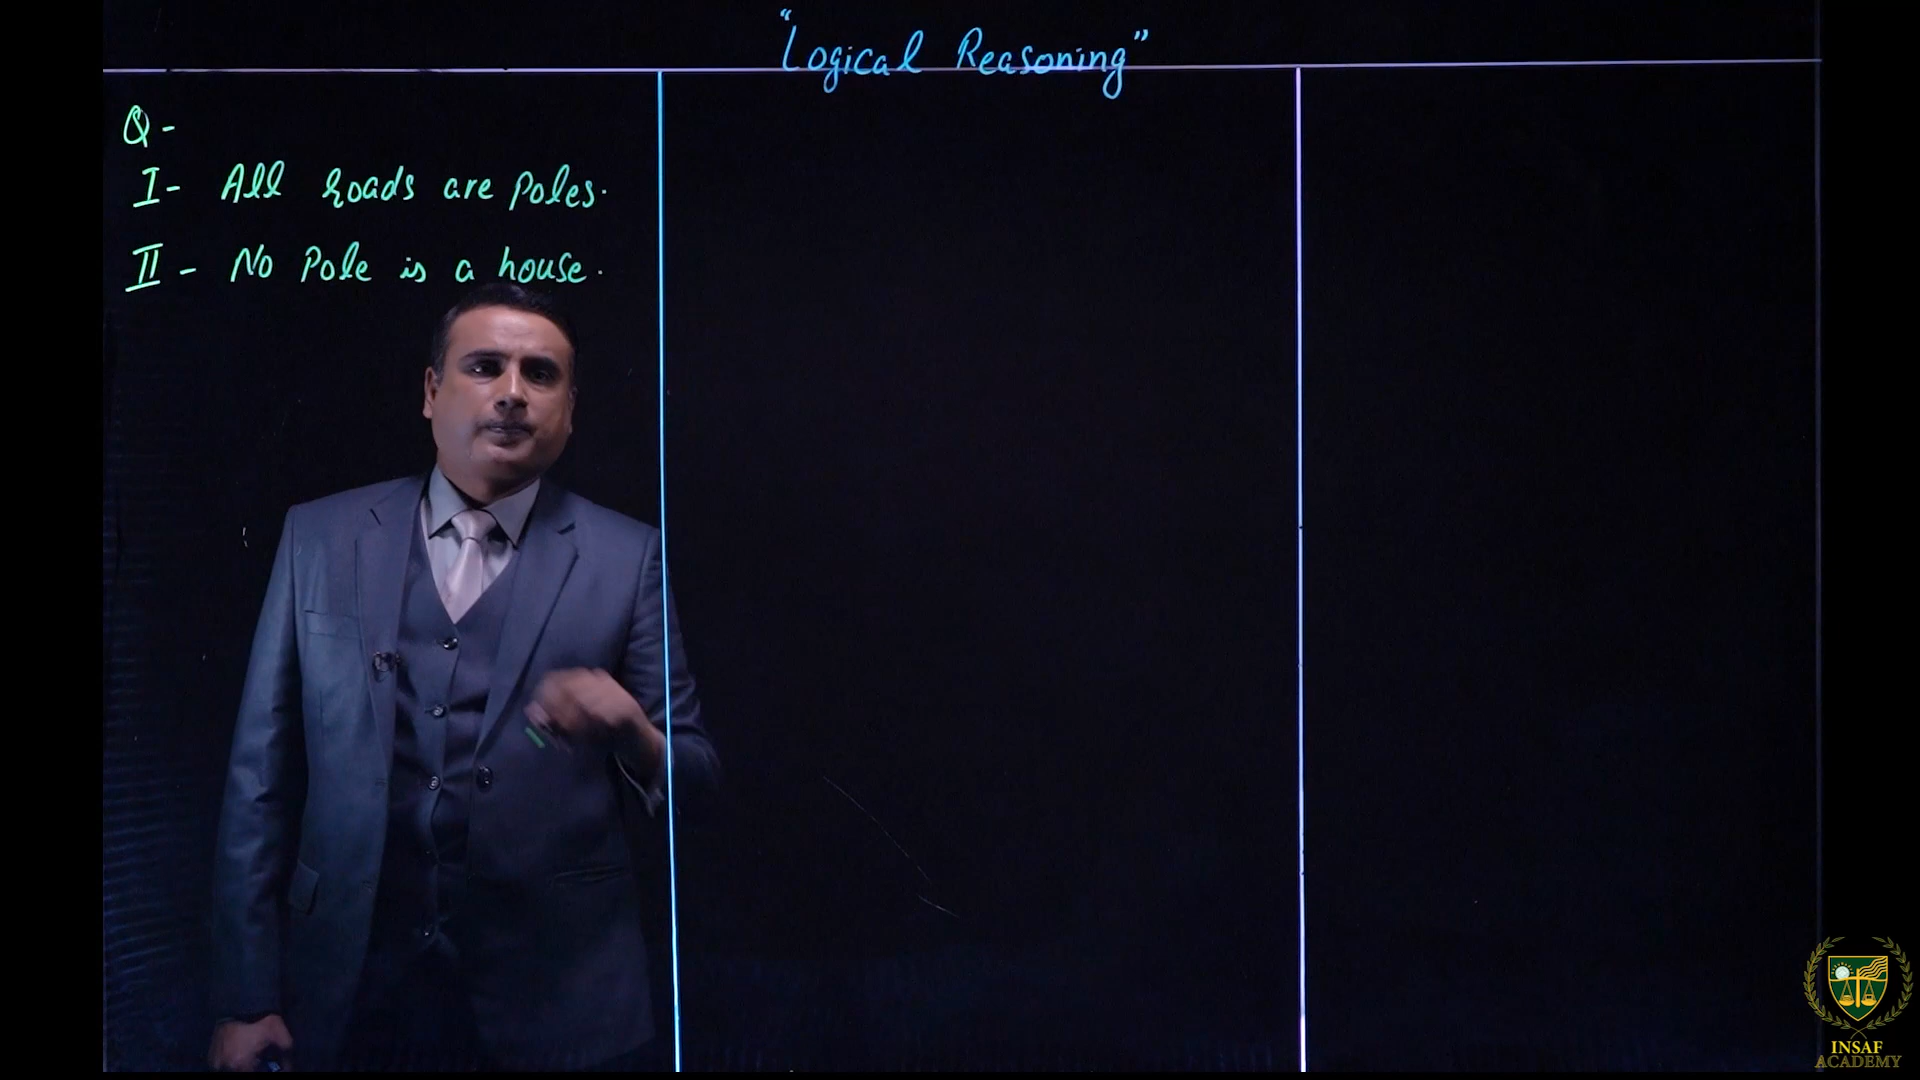 "Logical Reasoning"
Q-
I- All roads are poles.
II- No Pole is a house.
INSAF
ACADEMY